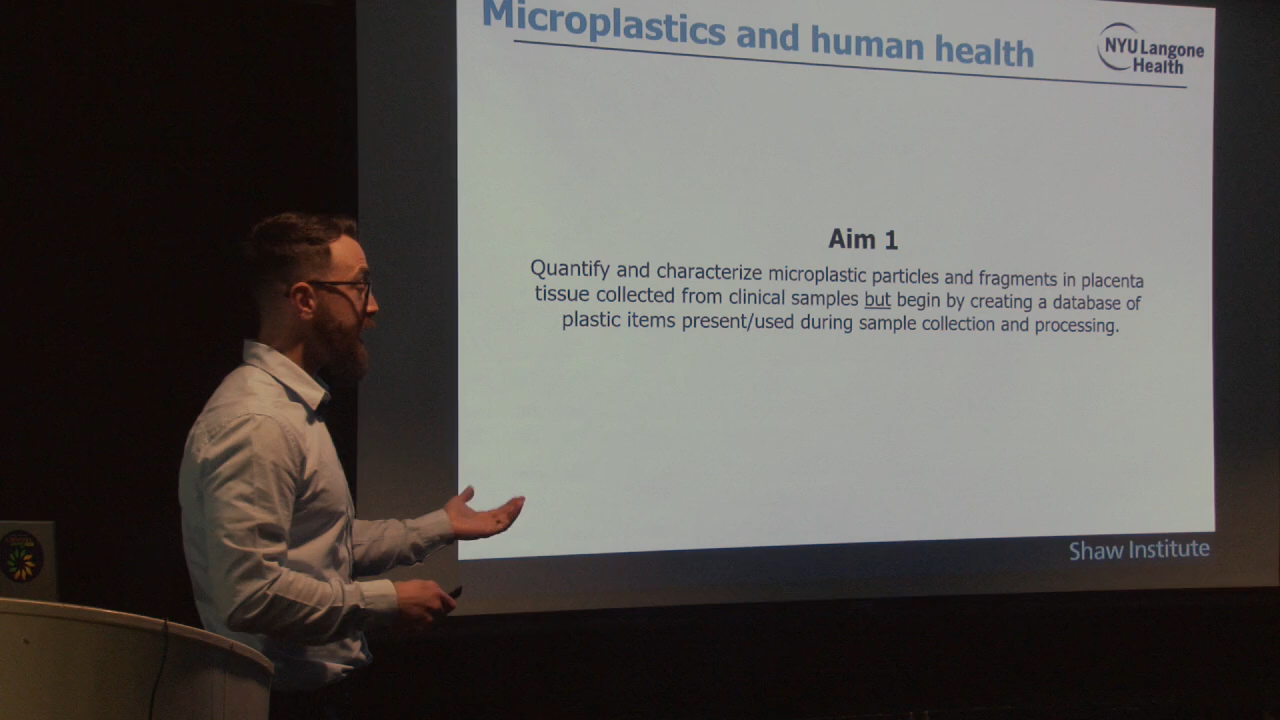 Microplastics and human health
NYU Langone
Health
Aim 1
Quantify and characterize microplastic particles and fragments in placenta
tissue collected from clinical samples but begin by creating a database of
plastic items present/used during sample collection and processing.
Shaw Institute